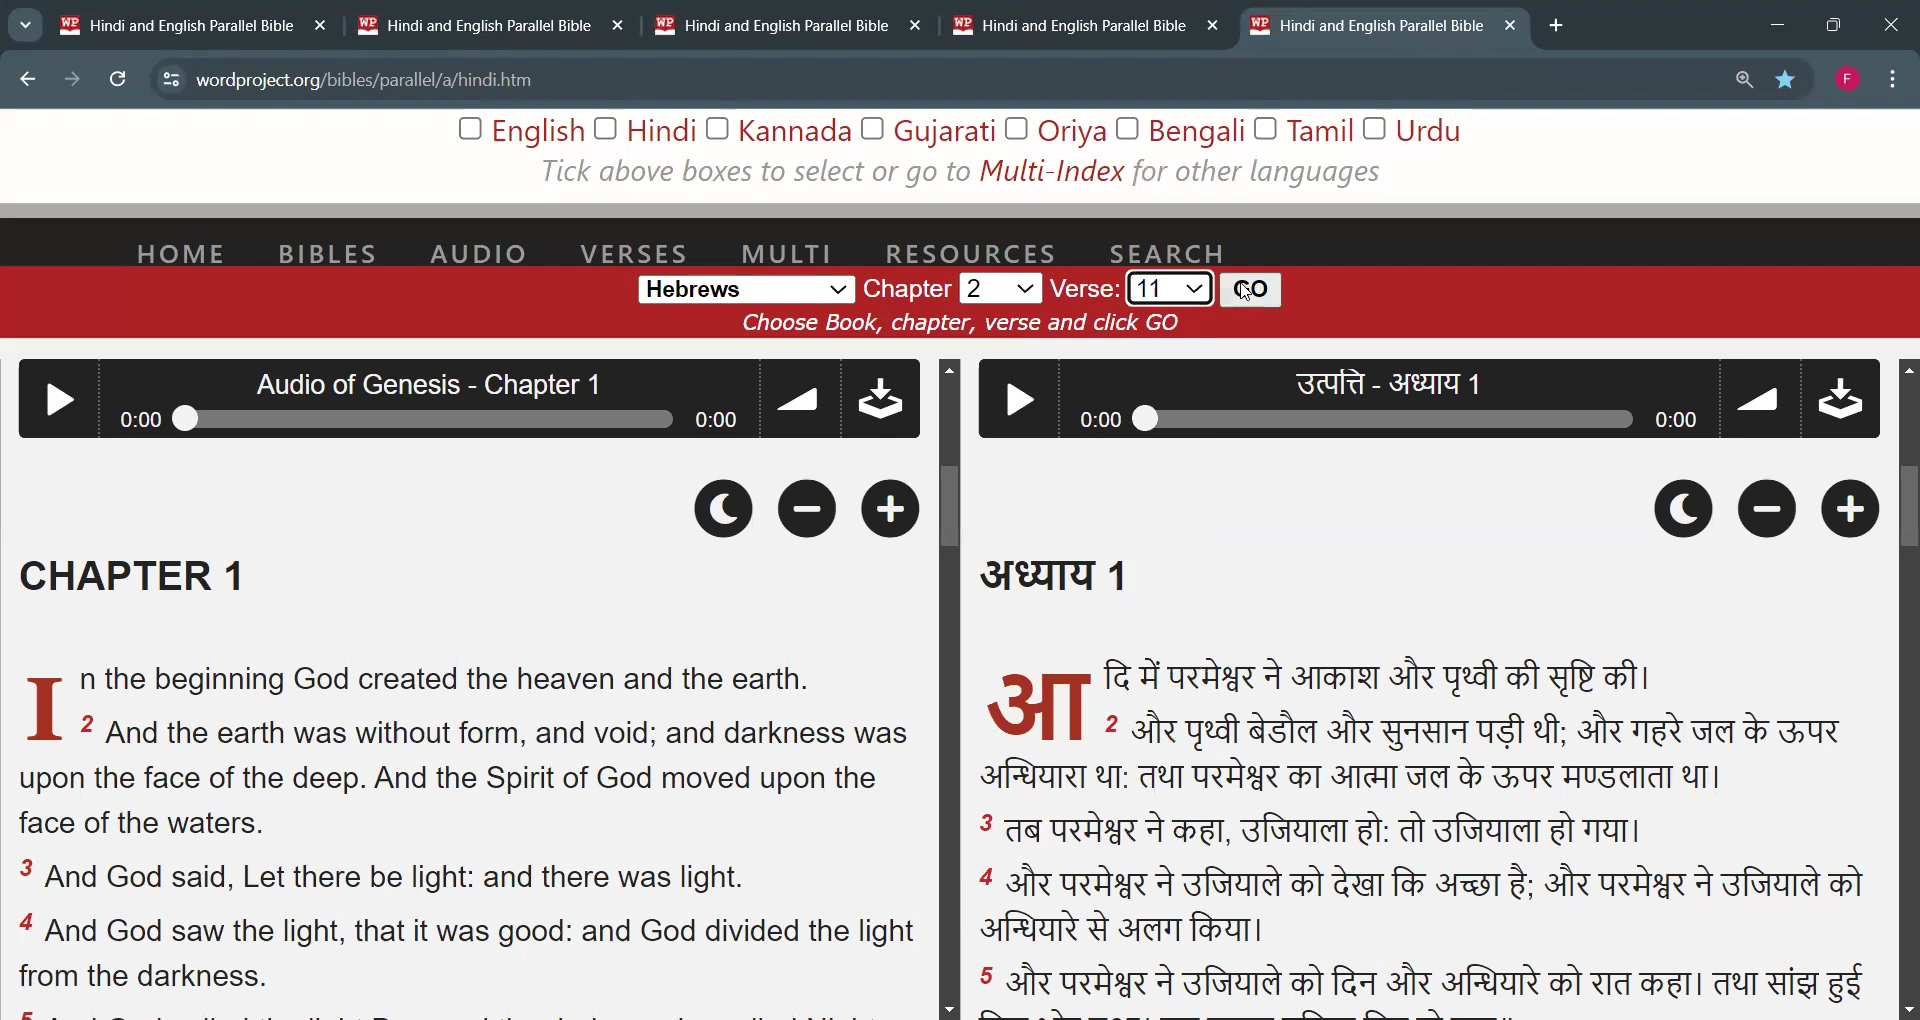 Hindi and English Parallel Bible
Hindi and English Parallel Bible
Hindi and English Parallel Bible
Hindi and English Parallel Bible
Hindi and English Parallel Bible
wordproject.org/bibles/parallel/a/hindi.htm
F
English Hindi Kannada Gujarati Oriya Bengali Tamil Urdu
Tick above boxes to select or go to Multi-Index for other languages
HOME BIBLES AUDIO VERSES MULTI RESOURCES SEARCH
Hebrews Chapter 2 Verse: 11 GO
Choose Book, chapter, verse and click GO
Audio of Genesis - Chapter 1
0:00 0:00
CHAPTER 1
In the beginning God created the heaven and the earth.
2 And the earth was without form, and void; and darkness was
upon the face of the deep. And the Spirit of God moved upon the
face of the waters.
3 And God said, Let there be light: and there was light.
4 And God saw the light, that it was good: and God divided the light
from the darkness.
उत्पत्ति - अध्याय 1
0:00 0:00
अध्याय 1
आदि में परमेश्वर ने आकाश और पृथ्वी की सृष्टि की।
2 और पृथ्वी बेडौल और सुनसान पड़ी थी; और गहरे जल के ऊपर
अन्धियारा था: तथा परमेश्वर का आत्मा जल के ऊपर मण्डलाता था।
3 तब परमेश्वर ने कहा, उजियाला हो: तो उजियाला हो गया।
4 और परमेश्वर ने उजियाले को देखा कि अच्छा है; और परमेश्वर ने उजियाले को
अन्धियारे से अलग किया।
5 और परमेश्वर ने उजियाले को दिन और अन्धियारे को रात कहा। तथा सांझ हुई